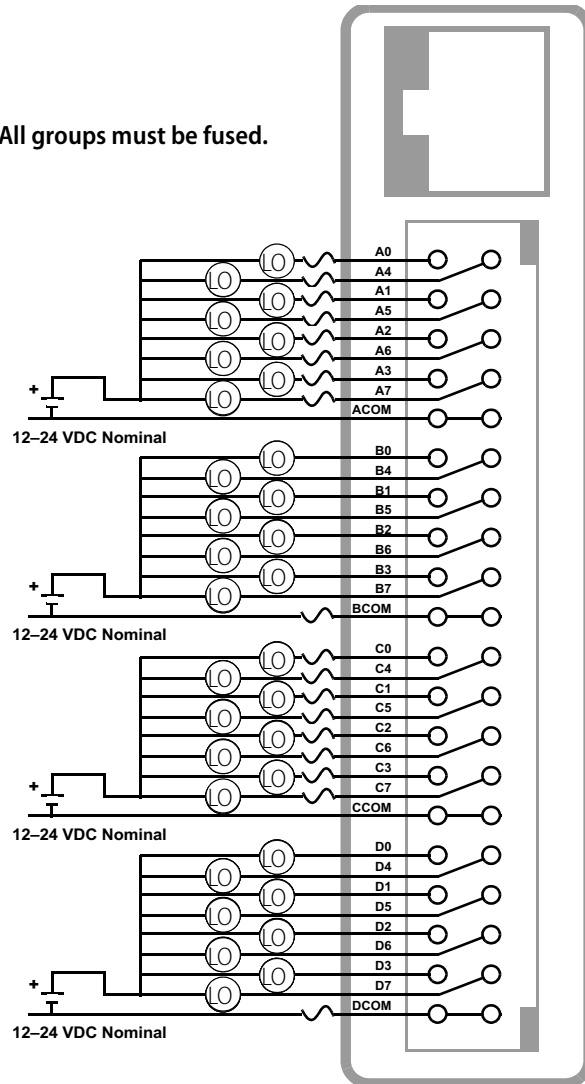 All groups must be fused.
A0
LO
A4
LO
A1
LO
A5
LO
A2
LO
A6
LO
A3
LO
A7
LO
ACOM
+
12–24 VDC Nominal
B0
LO
B4
LO
B1
LO
B5
LO
B2
LO
B6
LO
B3
LO
B7
LO
BCOM
+
12–24 VDC Nominal
C0
LO
C4
LO
C1
LO
C5
LO
C2
LO
C6
LO
C3
LO
C7
LO
CCOM
+
12–24 VDC Nominal
D0
LO
D4
LO
D1
LO
D5
LO
D2
LO
D6
LO
D3
LO
D7
LO
DCOM
+
12–24 VDC Nominal